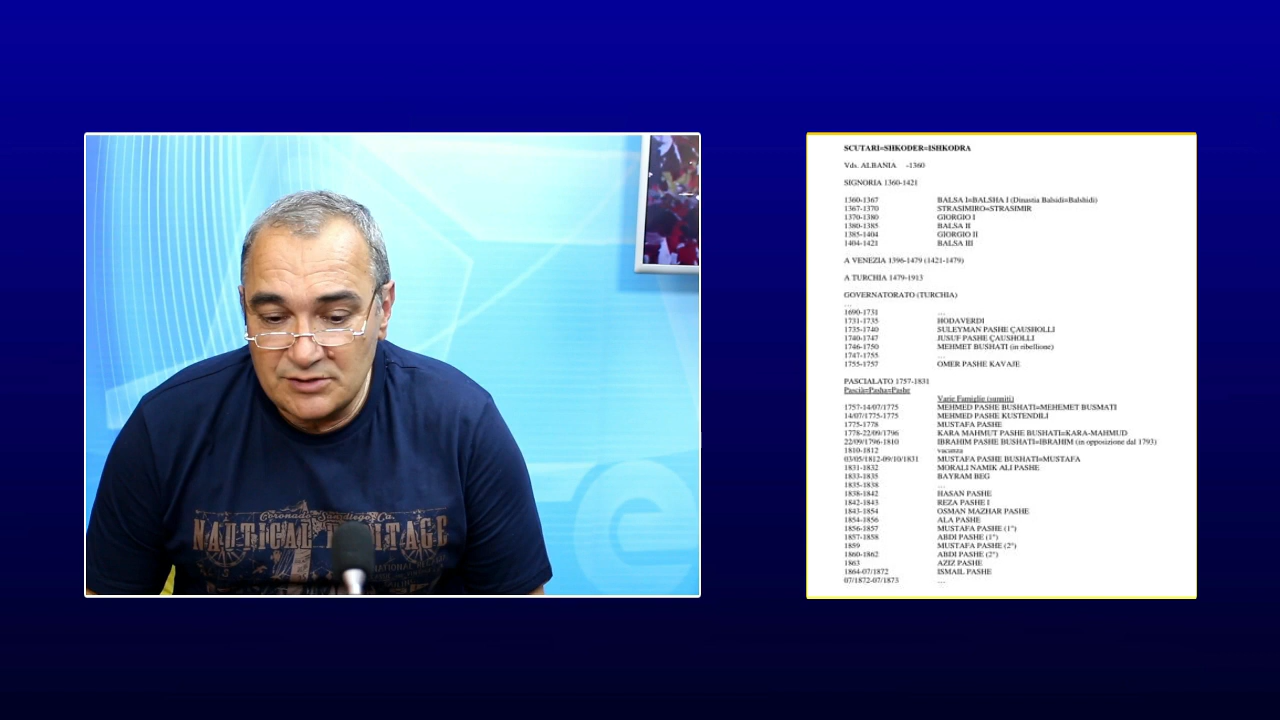 Coronado San diego Ca.
NAUTICAL HERITAGE
SCUTARI=SHKODER=ISHKODRA
Vds. ALBANIA -1360
SIGNORIA 1360-1421
1360-1367 BALSA I=BALSHA I (Dinastia Balsidi=Balshidi)
1367-1370 STRASIMIRO=STRASIMIR
1370-1380 GIORGIO I
1380-1385 BALSA II
1385-1404 GIORGIO II
1404-1421 BALSA III
A VENEZIA 1396-1479 (1421-1479)
A TURCHIA 1479-1913
GOVERNATORATO (TURCHIA)
...
1690-1731 ...
1731-1735 HODAVERDI
1735-1740 SULEYMAN PASHE ÇAUSHOLLI
1740-1747 JUSUF PASHE ÇAUSHOLLI
1746-1750 MEHMET BUSHATI (in ribellione)
1747-1755 ...
1755-1757 OMER PASHE KAVAJE
PASCIALATO 1757-1831
Pascià=Pasha=Pashe
Varie Famiglie (sunniti)
1757-14/07/1775 MEHMED PASHE BUSHATI=MEHEMET BUSMATI
14/07/1775-1775 MEHMED PASHE KUSTENDILI
1775-1778 MUSTAFA PASHE
1778-22/09/1796 KARA MAHMUT PASHE BUSHATI=KARA-MAHMUD
22/09/1796-1810 IBRAHIM PASHE BUSHATI=IBRAHIM (in opposizione dal 1793)
1810-1812 vacanza
03/05/1812-09/10/1831 MUSTAFA PASHE BUSHATI=MUSTAFA
1831-1832 MORALI NAMIK ALI PASHE
1833-1835 BAYRAM BEG
1835-1838 ...
1838-1842 HASAN PASHE
1842-1843 REZA PASHE I
1843-1854 OSMAN MAZHAR PASHE
1854-1856 ALA PASHE
1856-1857 MUSTAFA PASHE (1°)
1857-1858 ABDI PASHE (1°)
1859 MUSTAFA PASHE (2°)
1860-1862 ABDI PASHE (2°)
1863 AZIZ PASHE
1864-07/1872 ISMAIL PASHE
07/1872-07/1873 ...